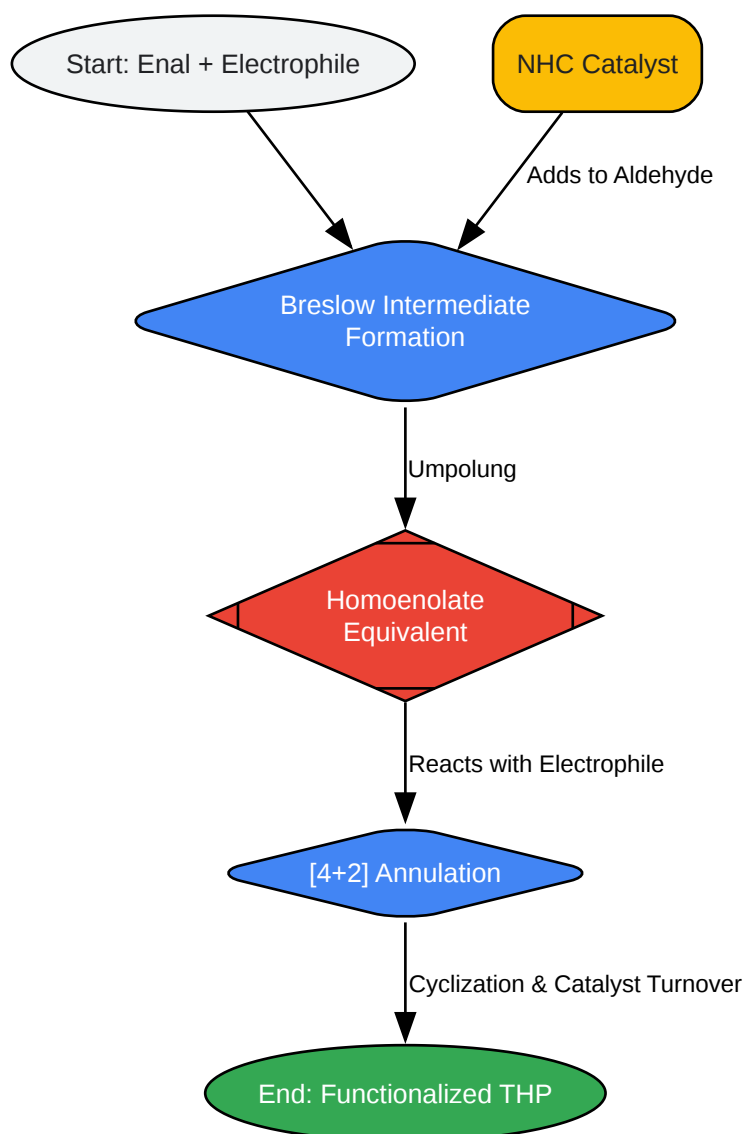 Start: Enal + Electrophile
NHC Catalyst
Adds to Aldehyde
Breslow Intermediate
Formation
Umpolung
Homoenolate
Equivalent
Reacts with Electrophile
[4+2] Annulation
Cyclization & Catalyst Turnover
End: Functionalized THP